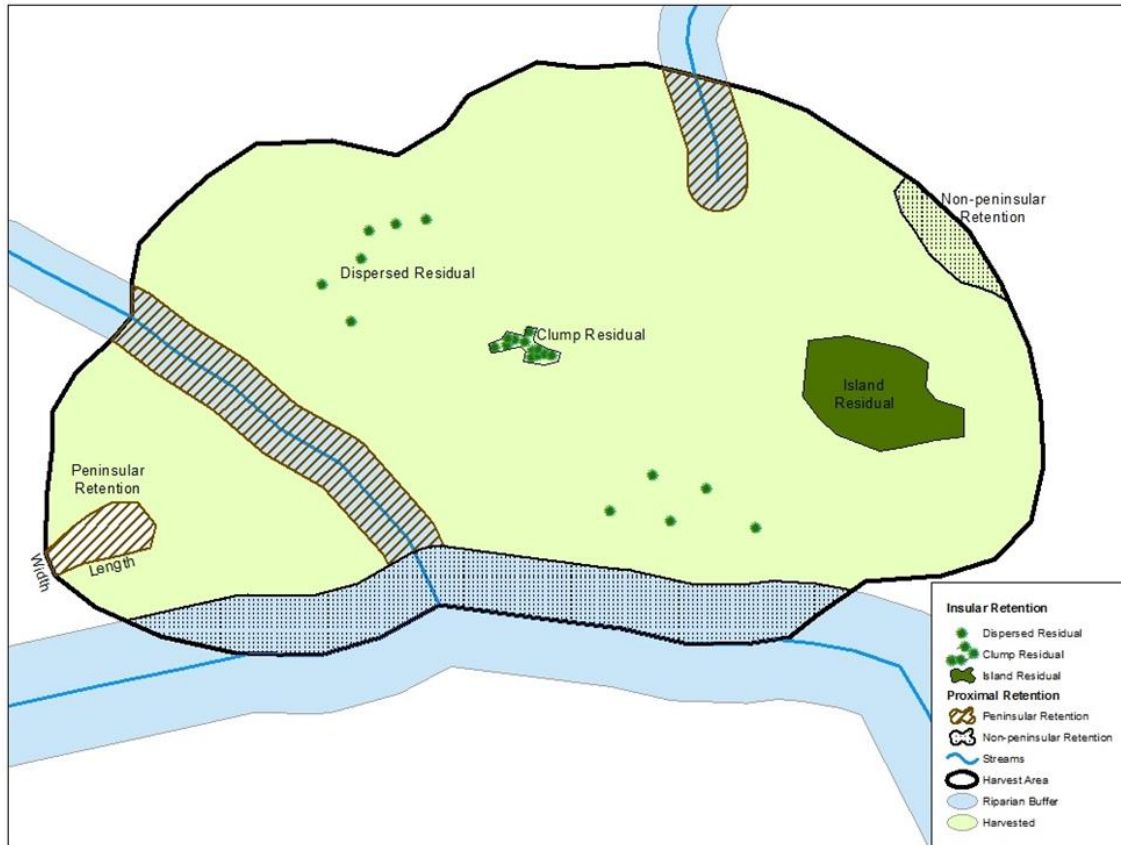 Non-peninsular
Retention
Dispersed Residual
Clump Residual
Island
Residual
Peninsular
Retention
Width
Length
Insular Retention
Dispersed Residual
Clump Residual
Island Residual
Proximal Retention
Peninsular Retention
Non-peninsular Retention
Streams
Harvest Area
Riparian Buffer
Harvested